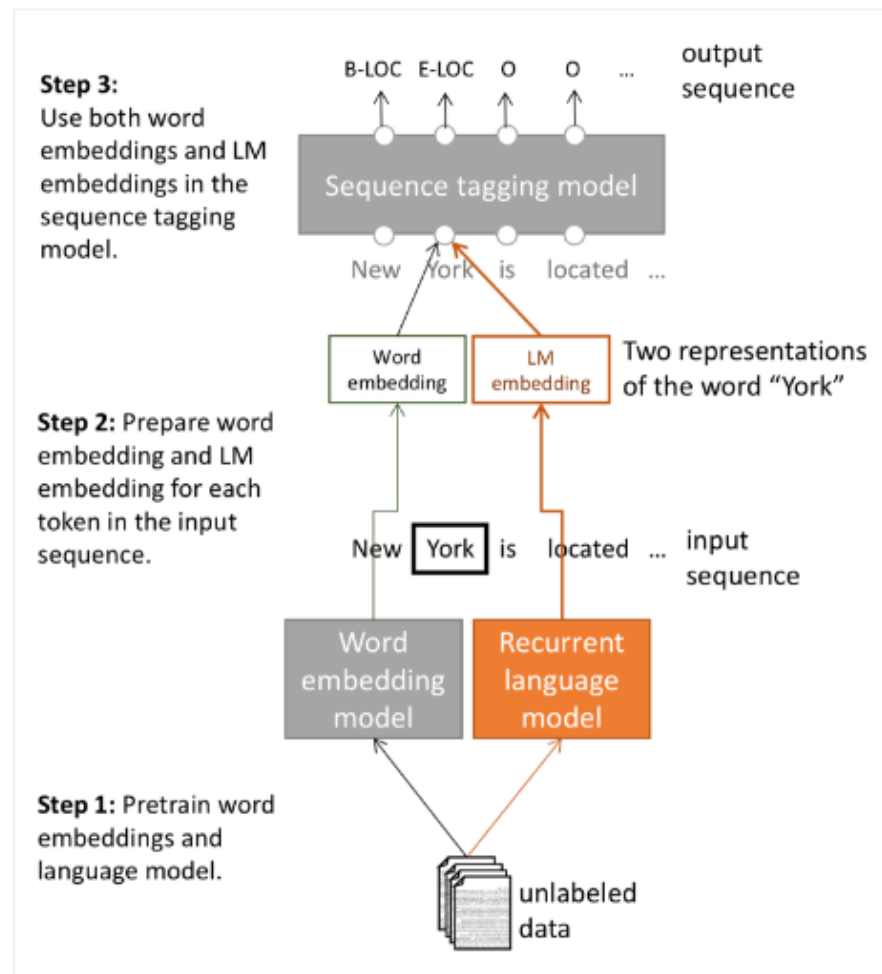 B-LOC E-LOC O O ...
output
sequence
Step 3:
Use both word
embeddings and LM
embeddings in the
sequence tagging
model.
Sequence tagging model
New York is located ...
Word
embedding
LM
embedding
Two representations
of the word “York”
Step 2: Prepare word
embedding and LM
embedding for each
token in the input
sequence.
New York is located ...
input
sequence
Word
embedding
model
Recurrent
language
model
Step 1: Pretrain word
embeddings and
language model.
unlabeled
data